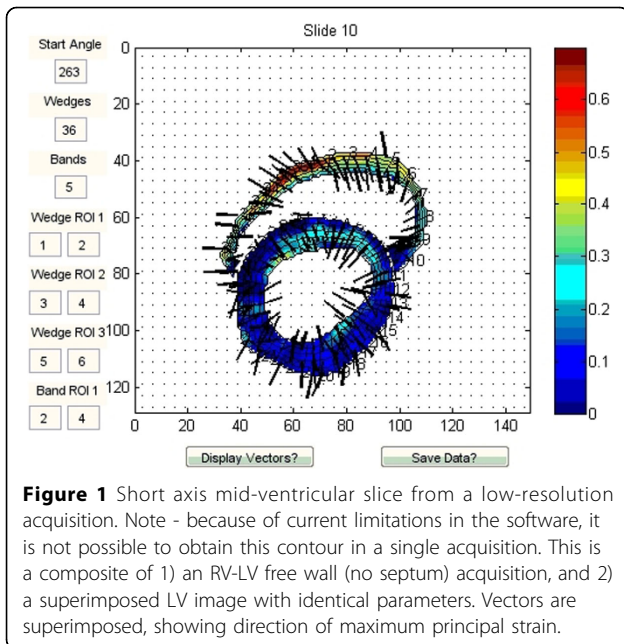 Slide 10
Start Angle
263
Wedges
36
Bands
5
Wedge ROI 1
1 2
Wedge ROI 2
3 4
Wedge ROI 3
5 6
Band ROI 1
2 4
0
20
40
60
80
100
120
0 20 40 60 80 100 120 140
0.6
0.5
0.4
0.3
0.2
0.1
0
Display Vectors? Save Data?
Figure 1 Short axis mid-ventricular slice from a low-resolution
acquisition. Note - because of current limitations in the software, it
is not possible to obtain this contour in a single acquisition. This is
a composite of 1) an RV-LV free wall (no septum) acquisition, and 2)
a superimposed LV image with identical parameters. Vectors are
superimposed, showing direction of maximum principal strain.